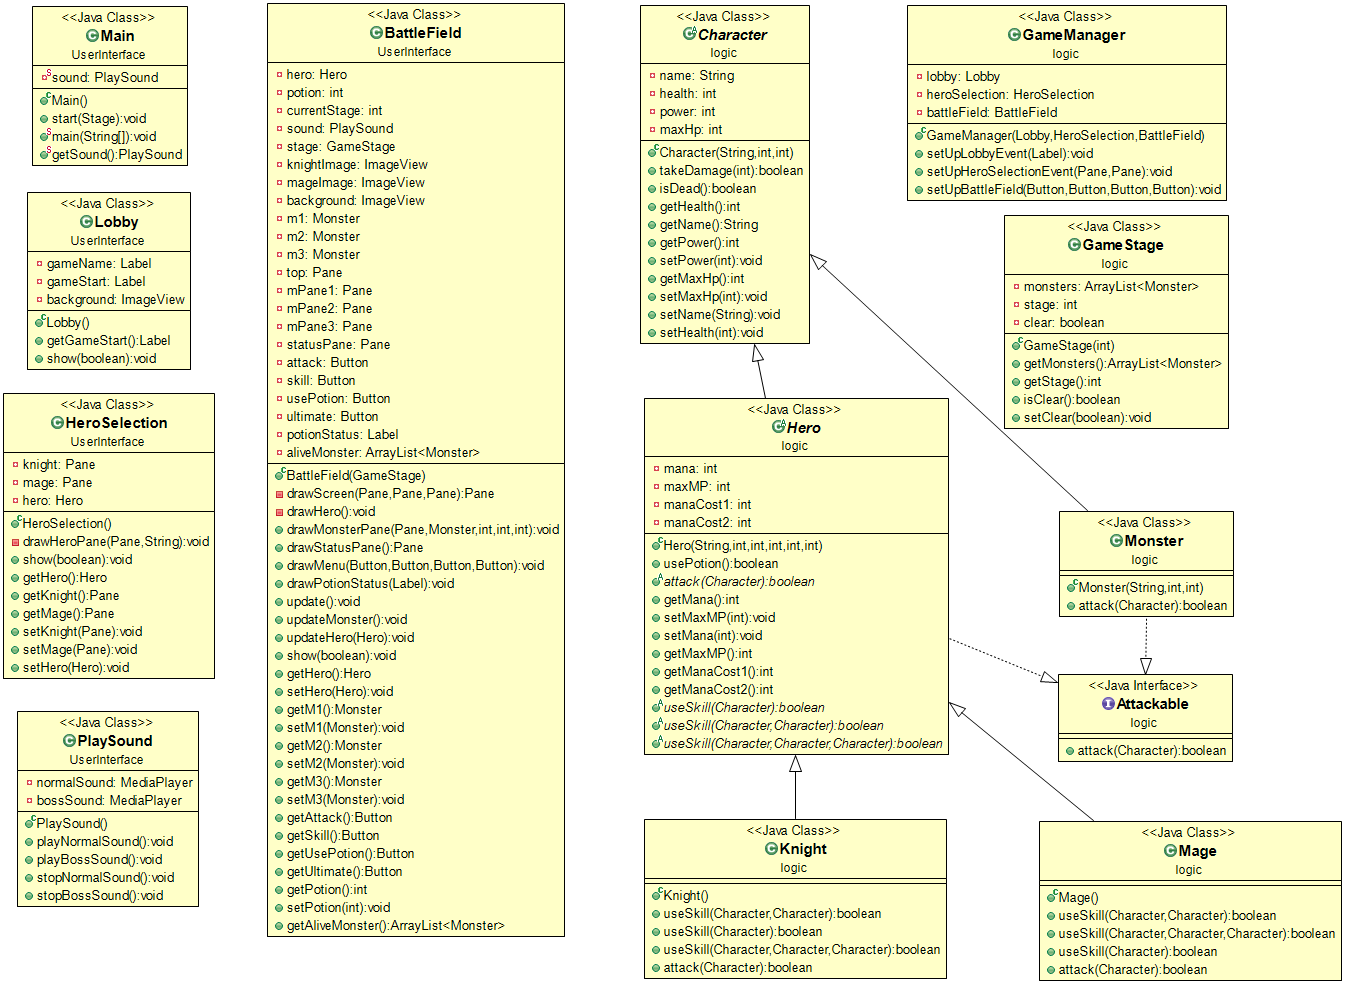 <<Java Class>>
Main
UserInterface
sound: PlaySound
Main()
start(Stage):void
main(String[]):void
getSound():PlaySound
<<Java Class>>
Lobby
UserInterface
gameName: Label
gameStart: Label
background: ImageView
Lobby()
getGameStart():Label
show(boolean):void
<<Java Class>>
HeroSelection
UserInterface
knight: Pane
mage: Pane
hero: Hero
HeroSelection()
drawHeroPane(Pane,String):void
show(boolean):void
getHero():Hero
getKnight():Pane
getMage():Pane
setKnight(Pane):void
setMage(Pane):void
setHero(Hero):void
<<Java Class>>
PlaySound
UserInterface
normalSound: MediaPlayer
bossSound: MediaPlayer
PlaySound()
playNormalSound():void
playBossSound():void
stopNormalSound():void
stopBossSound():void
<<Java Class>>
BattleField
UserInterface
hero: Hero
potion: int
currentStage: int
sound: PlaySound
stage: GameStage
knightImage: ImageView
mageImage: ImageView
background: ImageView
m1: Monster
m2: Monster
m3: Monster
top: Pane
mPane1: Pane
mPane2: Pane
mPane3: Pane
statusPane: Pane
attack: Button
skill: Button
usePotion: Button
ultimate: Button
potionStatus: Label
aliveMonster: ArrayList<Monster>
BattleField(GameStage)
drawScreen(Pane,Pane,Pane):Pane
drawHero():void
drawMonsterPane(Pane,Monster,int,int,int):void
drawStatusPane():Pane
drawMenu(Button,Button,Button,Button):void
drawPotionStatus(Label):void
update():void
updateMonster():void
updateHero(Hero):void
show(boolean):void
getHero():Hero
setHero(Hero):void
getM1():Monster
setM1(Monster):void
getM2():Monster
setM2(Monster):void
getM3():Monster
setM3(Monster):void
getAttack():Button
getSkill():Button
getUsePotion():Button
getUltimate():Button
getPotion():int
setPotion(int):void
getAliveMonster():ArrayList<Monster>
<<Java Class>>
Character
logic
name: String
health: int
power: int
maxHp: int
Character(String,int,int)
takeDamage(int):boolean
isDead():boolean
getHealth():int
getName():String
getPower():int
setPower(int):void
getMaxHp():int
setMaxHp(int):void
setName(String):void
setHealth(int):void
<<Java Class>>
GameManager
logic
lobby: Lobby
heroSelection: HeroSelection
battleField: BattleField
GameManager(Lobby,HeroSelection,BattleField)
setUpLobbyEvent(Label):void
setUpHeroSelectionEvent(Pane,Pane):void
setUpBattleField(Button,Button,Button,Button):void
<<Java Class>>
GameStage
logic
monsters: ArrayList<Monster>
stage: int
clear: boolean
GameStage(int)
getMonsters():ArrayList<Monster>
getStage():int
isClear():boolean
setClear(boolean):void
<<Java Class>>
Hero
logic
mana: int
maxMP: int
manaCost1: int
manaCost2: int
Hero(String,int,int,int,int,int)
usePotion():boolean
attack(Character):boolean
getMana():int
setMaxMP(int):void
setMana(int):void
getMaxMP():int
getManaCost1():int
getManaCost2():int
useSkill(Character):boolean
useSkill(Character,Character):boolean
useSkill(Character,Character,Character):boolean
<<Java Class>>
Monster
logic
Monster(String,int,int)
attack(Character):boolean
<<Java Interface>>
Attackable
logic
attack(Character):boolean
<<Java Class>>
Knight
logic
Knight()
useSkill(Character,Character):boolean
useSkill(Character):boolean
useSkill(Character,Character,Character):boolean
attack(Character):boolean
<<Java Class>>
Mage
logic
Mage()
useSkill(Character,Character):boolean
useSkill(Character,Character,Character):boolean
useSkill(Character):boolean
attack(Character):boolean